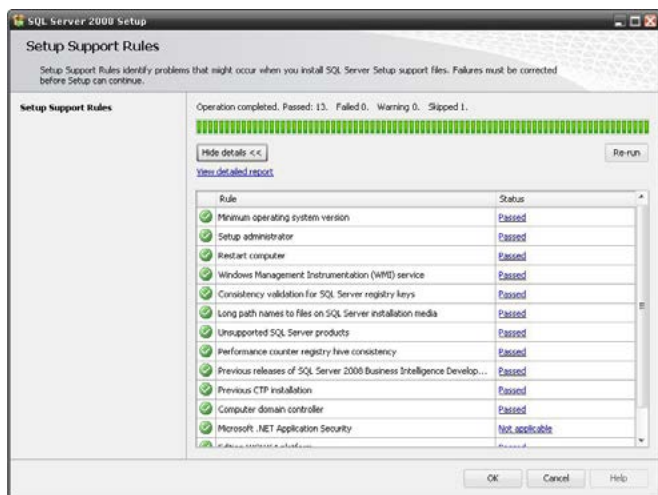 SQL Server 2008 Setup
Setup Support Rules
Setup Support Rules identify problems that might occur when you install SQL Server Setup support files. Failures must be corrected
before Setup can continue.
Setup Support Rules
Operation completed. Passed: 13. Failed 0. Warning 0. Skipped 1.
Hide details <<
Re-run
View detailed report
Rule Status
Minimum operating system version Passed
Setup administrator Passed
Restart computer Passed
Windows Management Instrumentation (WMI) service Passed
Consistency validation for SQL Server registry keys Passed
Long path names to files on SQL Server installation media Passed
Unsupported SQL Server products Passed
Performance counter registry hive consistency Passed
Previous releases of SQL Server 2008 Business Intelligence Develop... Passed
Previous CTP installation Passed
Computer domain controller Passed
Microsoft .NET Application Security Not applicable
OK Cancel Help